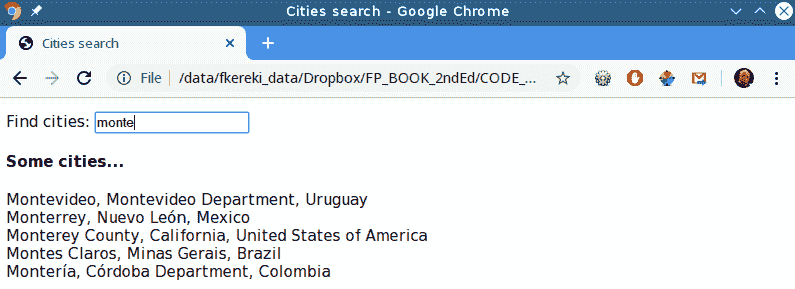 Cities search - Google Chrome
Cities search
File /data/fkereki_data/Dropbox/FP_BOOK_2ndEd/CODE_...
Find cities: monte
Some cities...
Montevideo, Montevideo Department, Uruguay
Monterrey, Nuevo León, Mexico
Monterey County, California, United States of America
Montes Claros, Minas Gerais, Brazil
Montería, Córdoba Department, Colombia